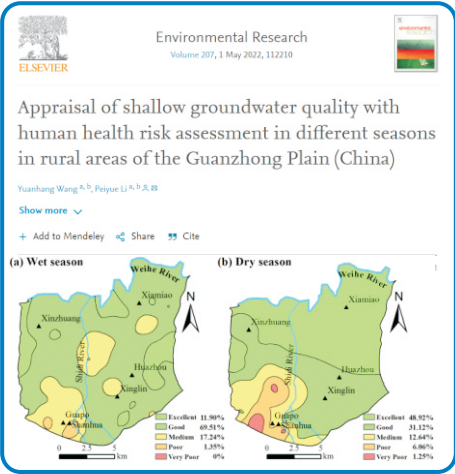 ELSEVIER
Environmental Research
Volume 207, 1 May 2022, 112210
Appraisal of shallow groundwater quality with
human health risk assessment in different seasons
in rural areas of the Guanzhong Plain (China)
Yuanhang Wang a, b, Peiyue Li a, b
Show more
+ Add to Mendeley Share Cite
(a) Wet season
Weihe River
Xiamiao
N
Xinzhuang
Shidi River
Huazhou
Xinglin
Guapo
Shanhua
Excellent 11.90%
Good 69.51%
Medium 17.24%
Poor 1.35%
Very Poor 0%
0 2.5 5 km
(b) Dry season
Weihe River
Xiamiao
N
Xinzhuang
Shidi River
Huazhou
Xinglin
Guapo
Shanhua
Excellent 48.92%
Good 31.12%
Medium 12.64%
Poor 6.06%
Very Poor 1.25%
0 2.5 5 km